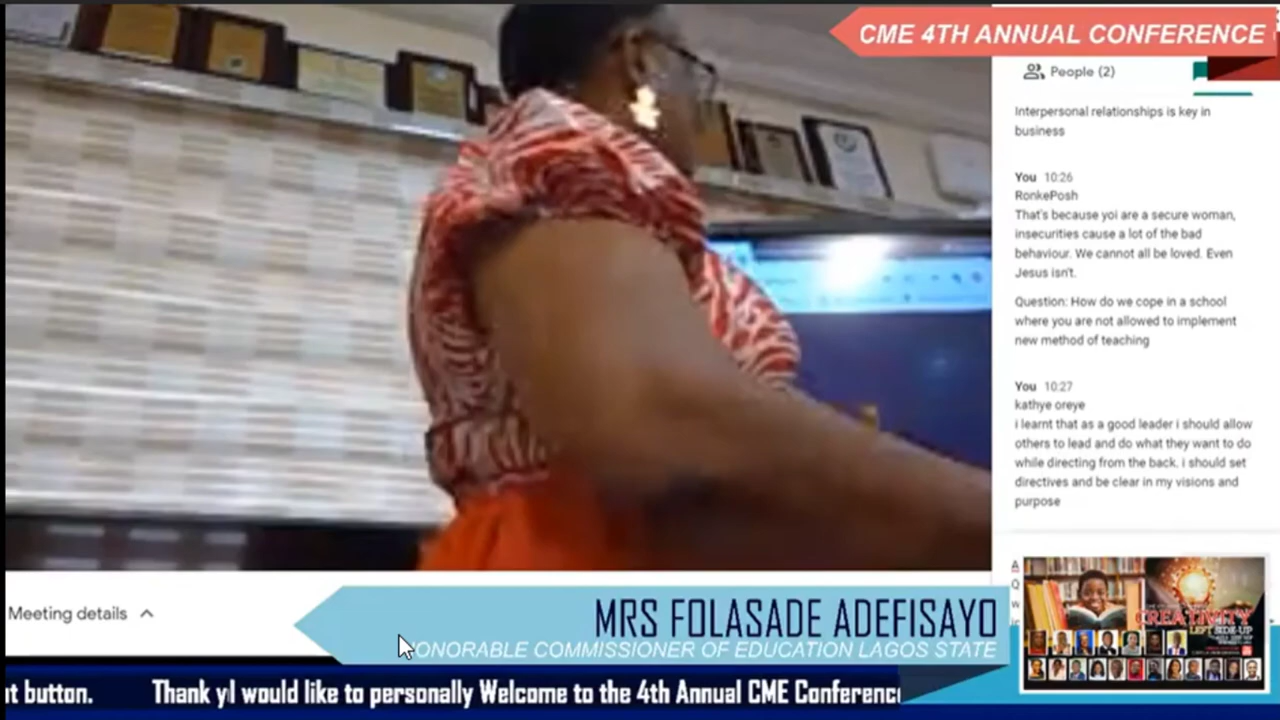 CME 4TH ANNUAL CONFERENCE
People (2)
Interpersonal relationships is key in
business
You 10:26
RonkePosh
That's because yoi are a secure woman,
insecurities cause a lot of the bad
behaviour. We cannot all be loved. Even
Jesus isn't.
Question: How do we cope in a school
where you are not allowed to implement
new method of teaching
You 10:27
kathye oreye
i learnt that as a good leader i should allow
others to lead and do what they want to do
while directing from the back. i should set
directives and be clear in my visions and
purpose
CREATIVITY
LEFT SIDE-UP
Meeting details
MRS FOLASADE ADEFISAYO
ONORABLE COMMISSIONER OF EDUCATION LAGOS STATE
t button. Thank yI would like to personally Welcome to the 4th Annual CME Conferenc